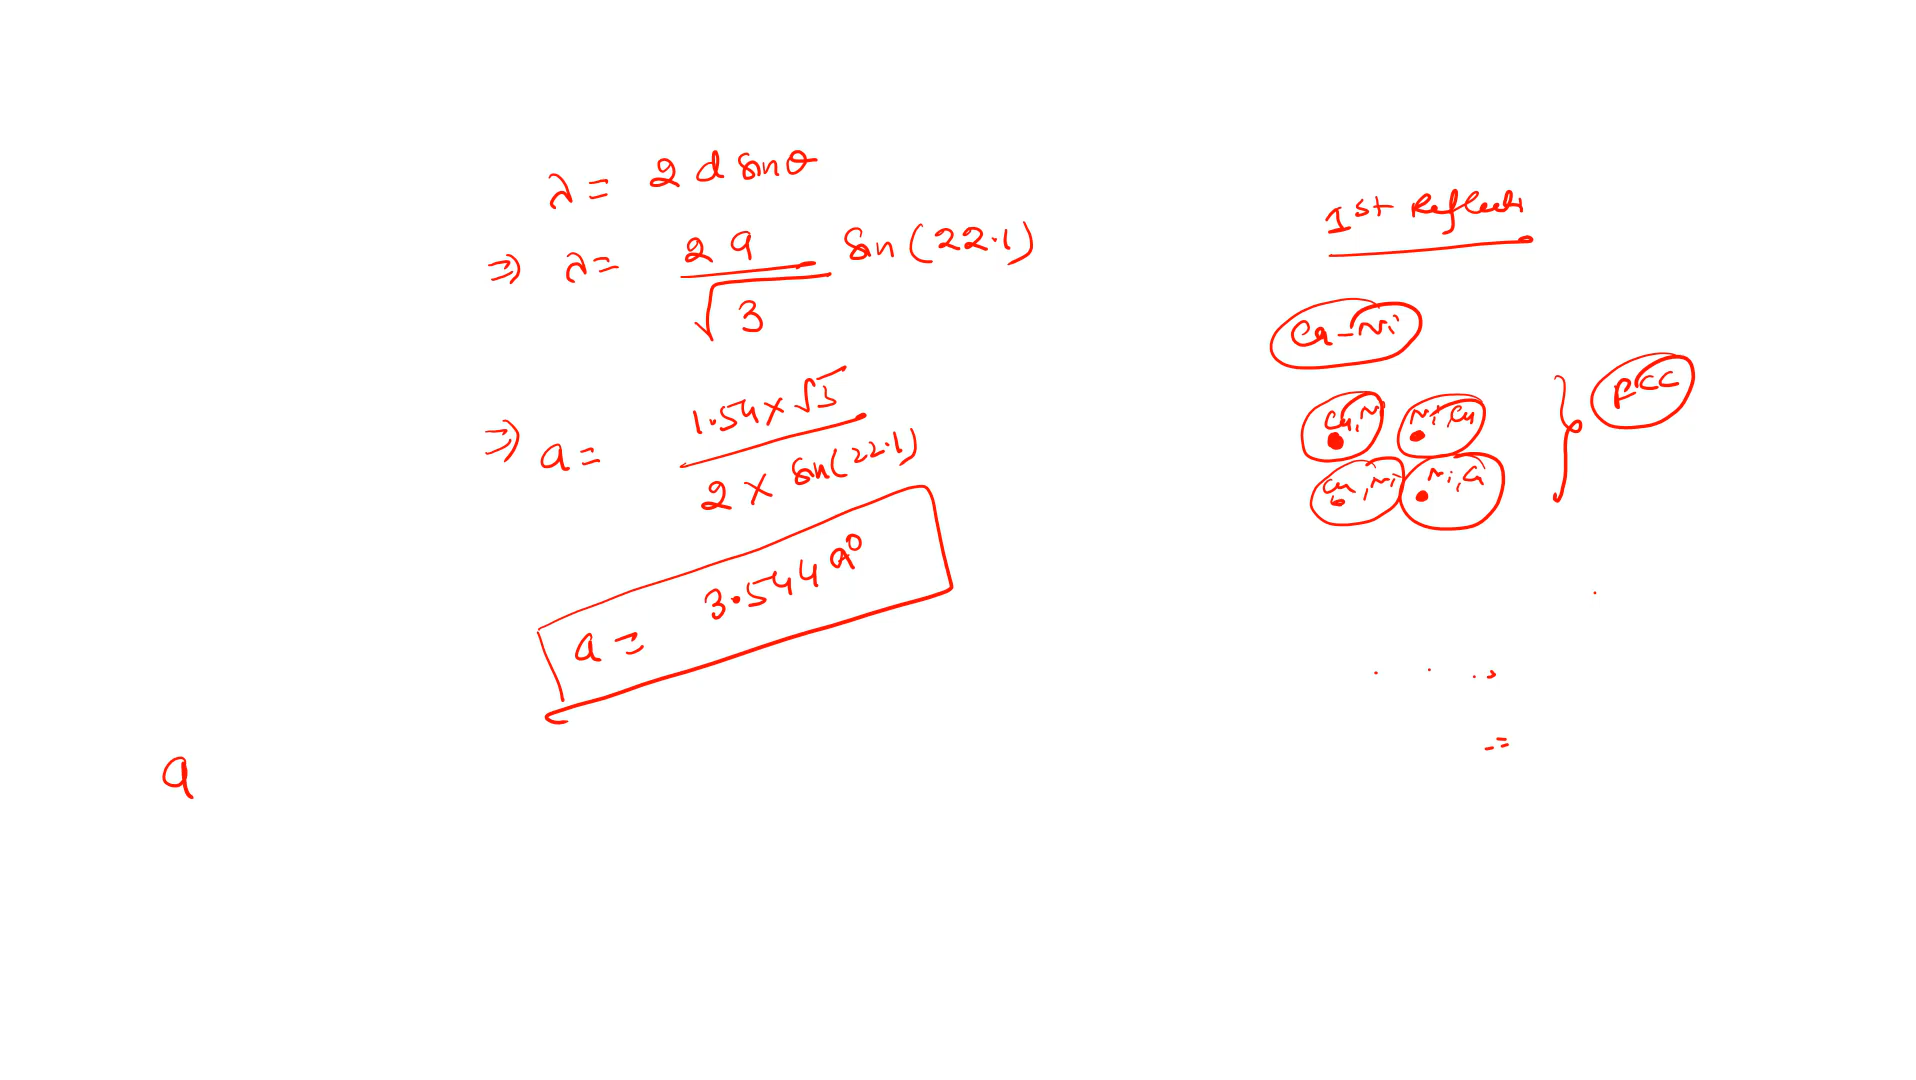 λ = 2 d sinθ
⇒ λ = 2a/√3 sin(22.1)
⇒ a = 1.54 × √3 / 2 × sin(22.1)
a = 3.544 A°
a
1st Reflecti
Cu-Ni
Cu,Ni Ni,Cu
Cu,Ni Ni,Cu
FCC